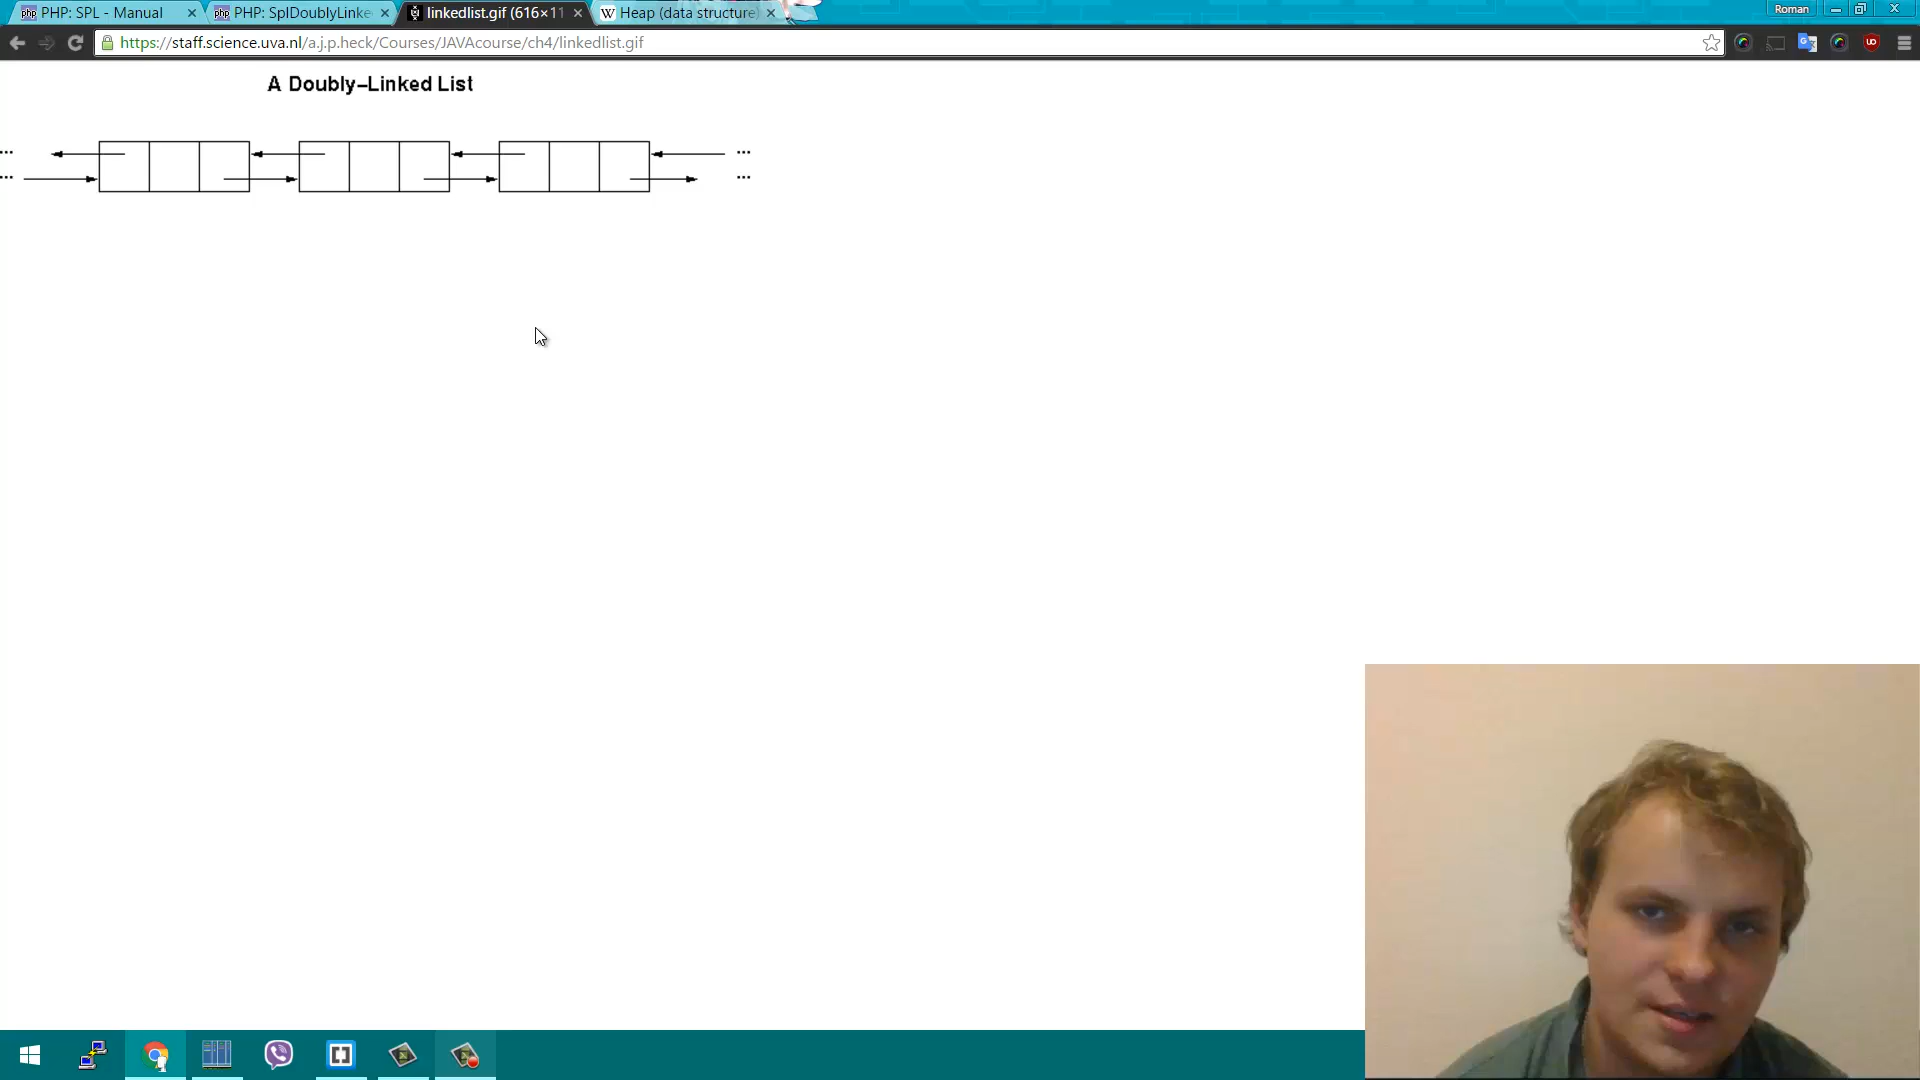 PHP: SPL - Manual
PHP: SplDoublyLinke
linkedlist.gif (616×11
Heap (data structure)
Roman
https://staff.science.uva.nl/a.j.p.heck/Courses/JAVAcourse/ch4/linkedlist.gif
A Doubly–Linked List
... ...
... ...